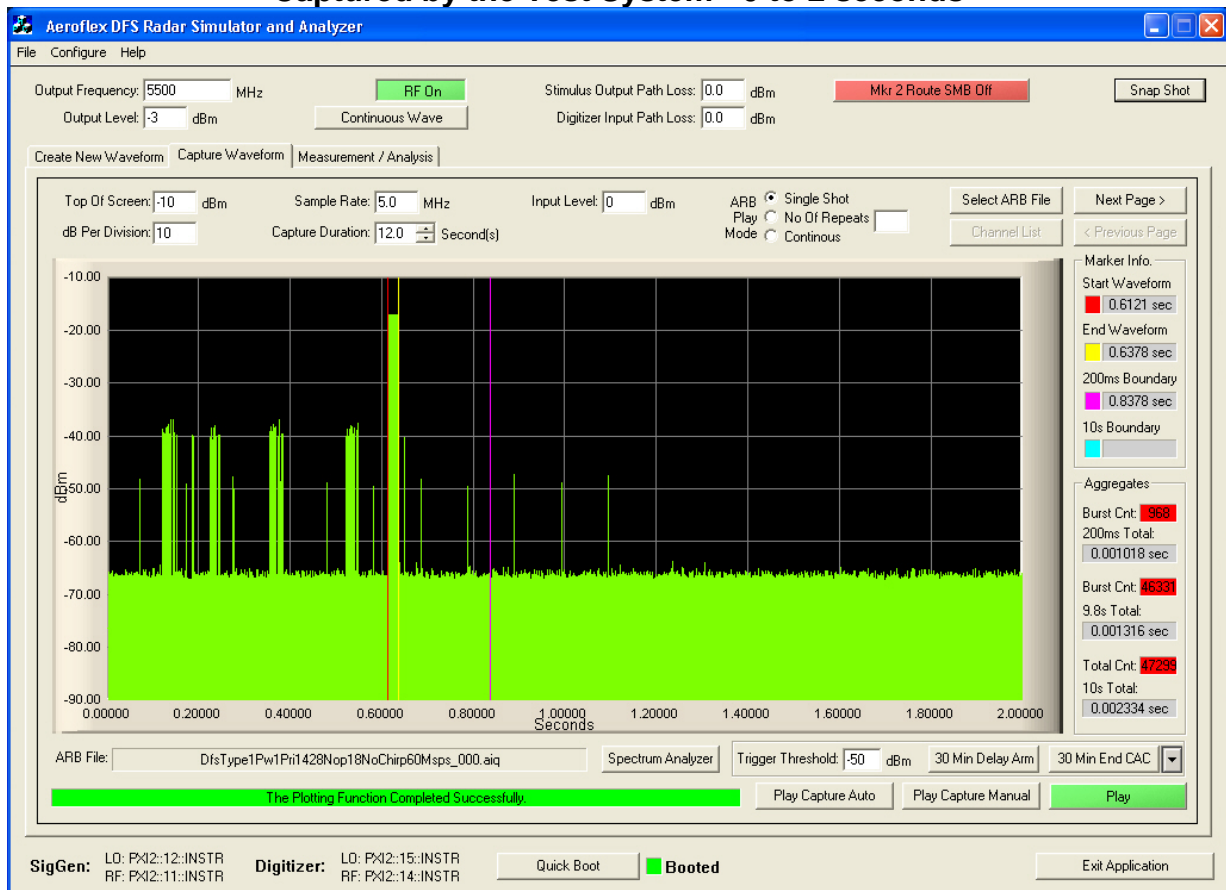 Captured by the Test System - 0 to 2 Seconds
Aeroflex DFS Radar Simulator and Analyzer
File Configure Help
Output Frequency: 5500 MHz RF On Stimulus Output Path Loss: 0.0 dBm Mkr 2 Route SMB Off Snap Shot
Output Level: -3 dBm Continuous Wave Digitizer Input Path Loss: 0.0 dBm
Create New Waveform Capture Waveform Measurement / Analysis
Top Of Screen: -10 dBm Sample Rate: 5.0 MHz Input Level: 0 dBm ARB Single Shot Select ARB File Next Page >
Play No Of Repeats
dB Per Division: 10 Capture Duration: 12.0 Second(s) Mode Continous Channel List < Previous Page
-10.00
-20.00
-30.00
-40.00
-50.00
-60.00
-70.00
-80.00
-90.00
dBm
0.00000 0.20000 0.40000 0.60000 0.80000 1.00000 1.20000 1.40000 1.60000 1.80000 2.00000
Seconds
Marker Info.
Start Waveform
0.6121 sec
End Waveform
0.6378 sec
200ms Boundary
0.8378 sec
10s Boundary
Aggregates
Burst Cnt: 968
200ms Total:
0.001018 sec
Burst Cnt: 46331
9.8s Total:
0.001316 sec
Total Cnt: 47299
10s Total:
0.002334 sec
ARB File: DfsType1Pw1Pri1428Nop18NoChirp60Msps_000.aiq Spectrum Analyzer Trigger Threshold: -50 dBm 30 Min Delay Arm 30 Min End CAC
The Plotting Function Completed Successfully. Play Capture Auto Play Capture Manual Play
SigGen: LO: PXI2::12::INSTR Digitizer: LO: PXI2::15::INSTR Quick Boot Booted Exit Application
RF: PXI2::11::INSTR RF: PXI2::14::INSTR